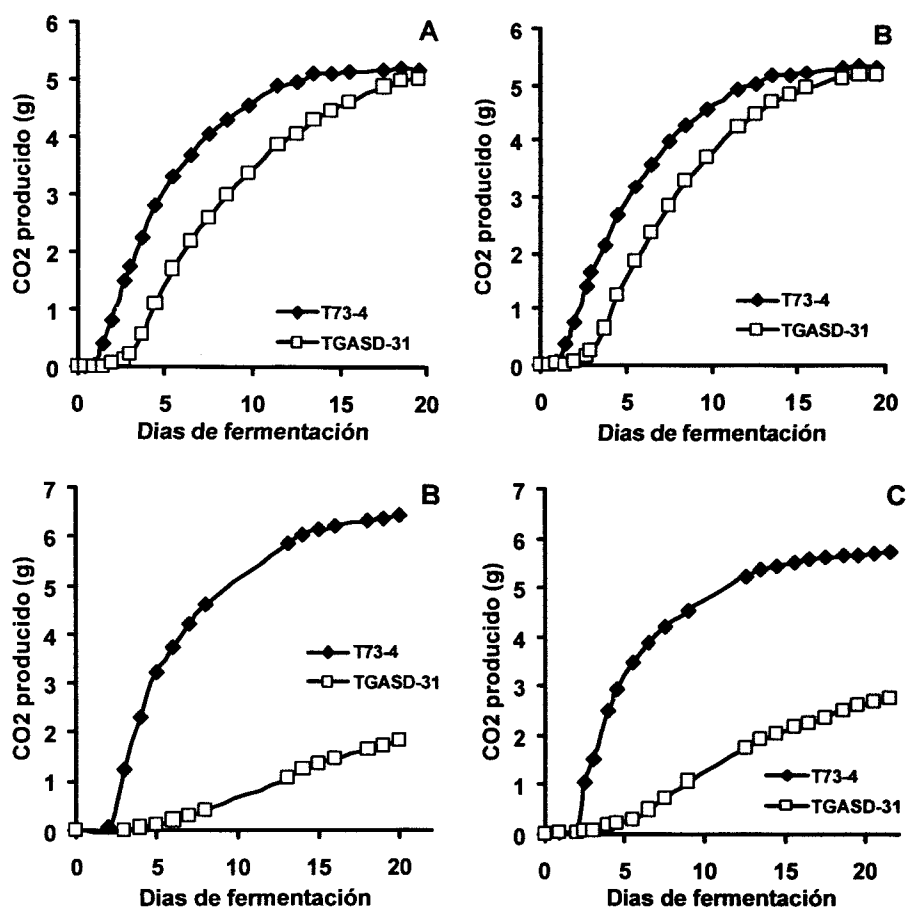 A
6
5
4
3
2
1
0
CO2 producido (g)
T73-4
TGASD-31
0 5 10 15 20
Dias de fermentación
B
6
5
4
3
2
1
0
CO2 producido (g)
T73-4
TGASD-31
0 5 10 15 20
Dias de fermentación
B
7
6
5
4
3
2
1
0
CO2 producido (g)
T73-4
TGASD-31
0 5 10 15 20
Dias de fermentación
C
7
6
5
4
3
2
1
0
CO2 producido (g)
T73-4
TGASD-31
0 5 10 15 20
Dias de fermentación